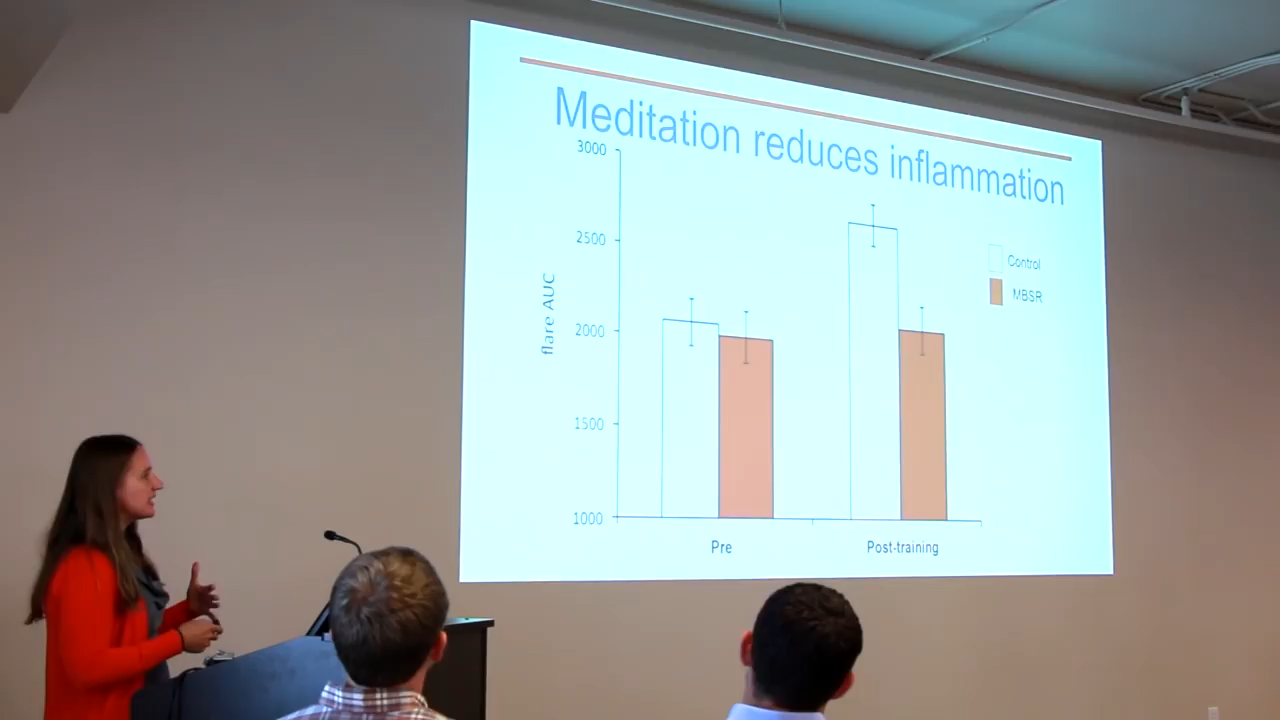 Meditation reduces inflammation
3000
2500
2000
1500
1000
flare AUC
Control
MBSR
Pre
Post-training